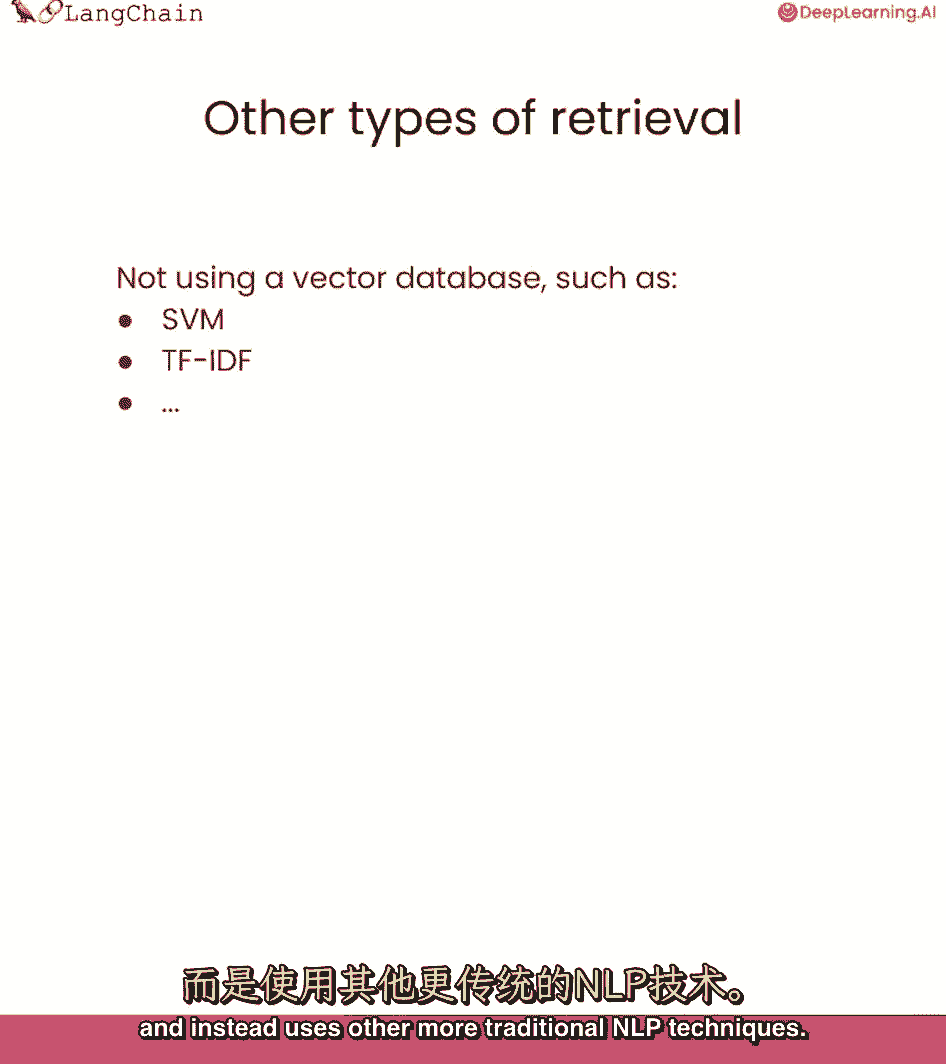 LangChain
DeepLearning.AI
Other types of retrieval
Not using a vector database, such as:
● SVM
● TF-IDF
● ...
而是使用其他更传统的NLP技术。
and instead uses other more traditional NLP techniques.